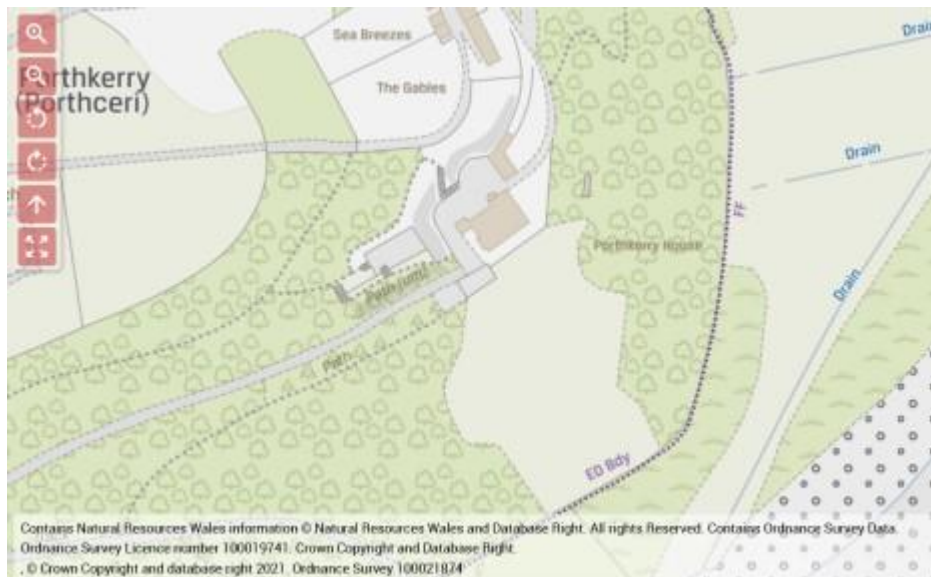 Sea Breezes
The Gables
Porthkerry
(Porthceri)
Drain
Drain
FF
Porthkerry House
Drain
Path (um)
Path
ED Bdy
Contains Natural Resources Wales information © Natural Resources Wales and Database Right. All rights Reserved. Contains Ordnance Survey Data.
Ordnance Survey Licence number 100019741. Crown Copyright and Database Right.
, © Crown Copyright and database right 2021. Ordnance Survey 100021874